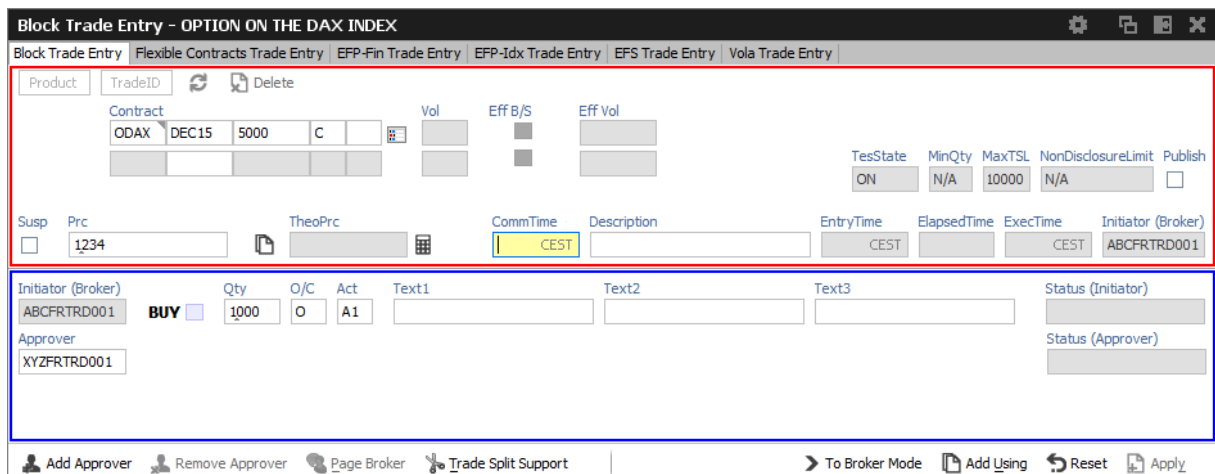 Block Trade Entry - OPTION ON THE DAX INDEX
Block Trade Entry Flexible Contracts Trade Entry EFP-Fin Trade Entry EFP-Idx Trade Entry EFS Trade Entry Vola Trade Entry
Product TradeID Delete
Contract Vol Eff B/S Eff Vol
ODAX DEC15 5000 C
TesState MinQty MaxTSL NonDisclosureLimit Publish
ON N/A 10000 N/A
Susp Prc TheoPrc CommTime Description EntryTime ElapsedTime ExecTime Initiator (Broker)
1234 CEST CEST CEST ABCFRTRD001
Initiator (Broker) Qty O/C Act Text1 Text2 Text3 Status (Initiator)
ABCFRTRD001 BUY 1000 O A1
Approver Status (Approver)
XYZFRTRD001
Add Approver Remove Approver Page Broker Trade Split Support To Broker Mode Add Using Reset Apply